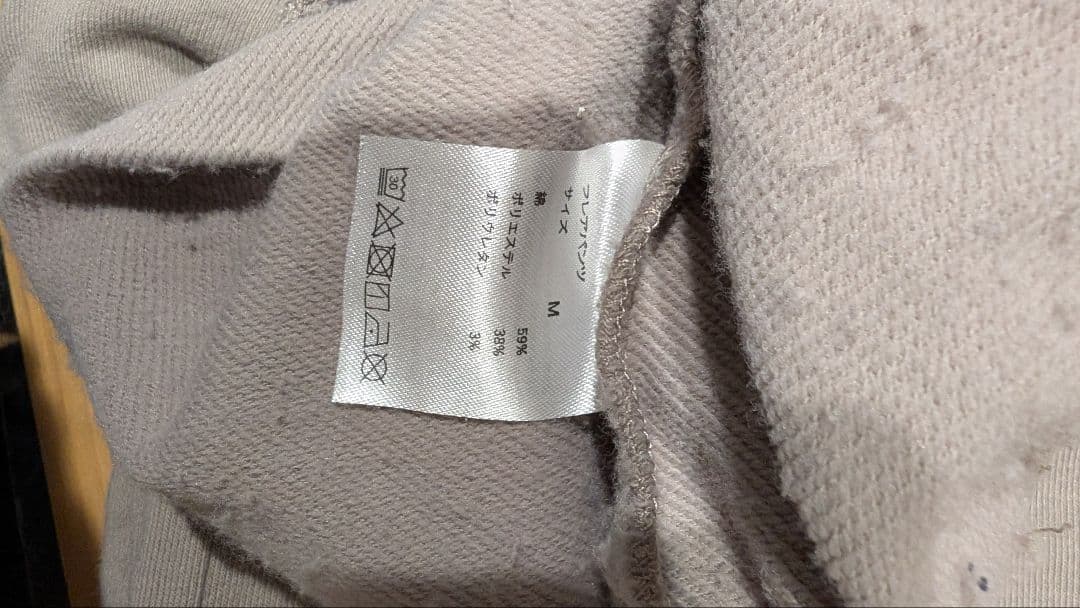 フレアパンツ
サイズ M
綿 59%
ポリエステル 38%
ポリウレタン 3%
30